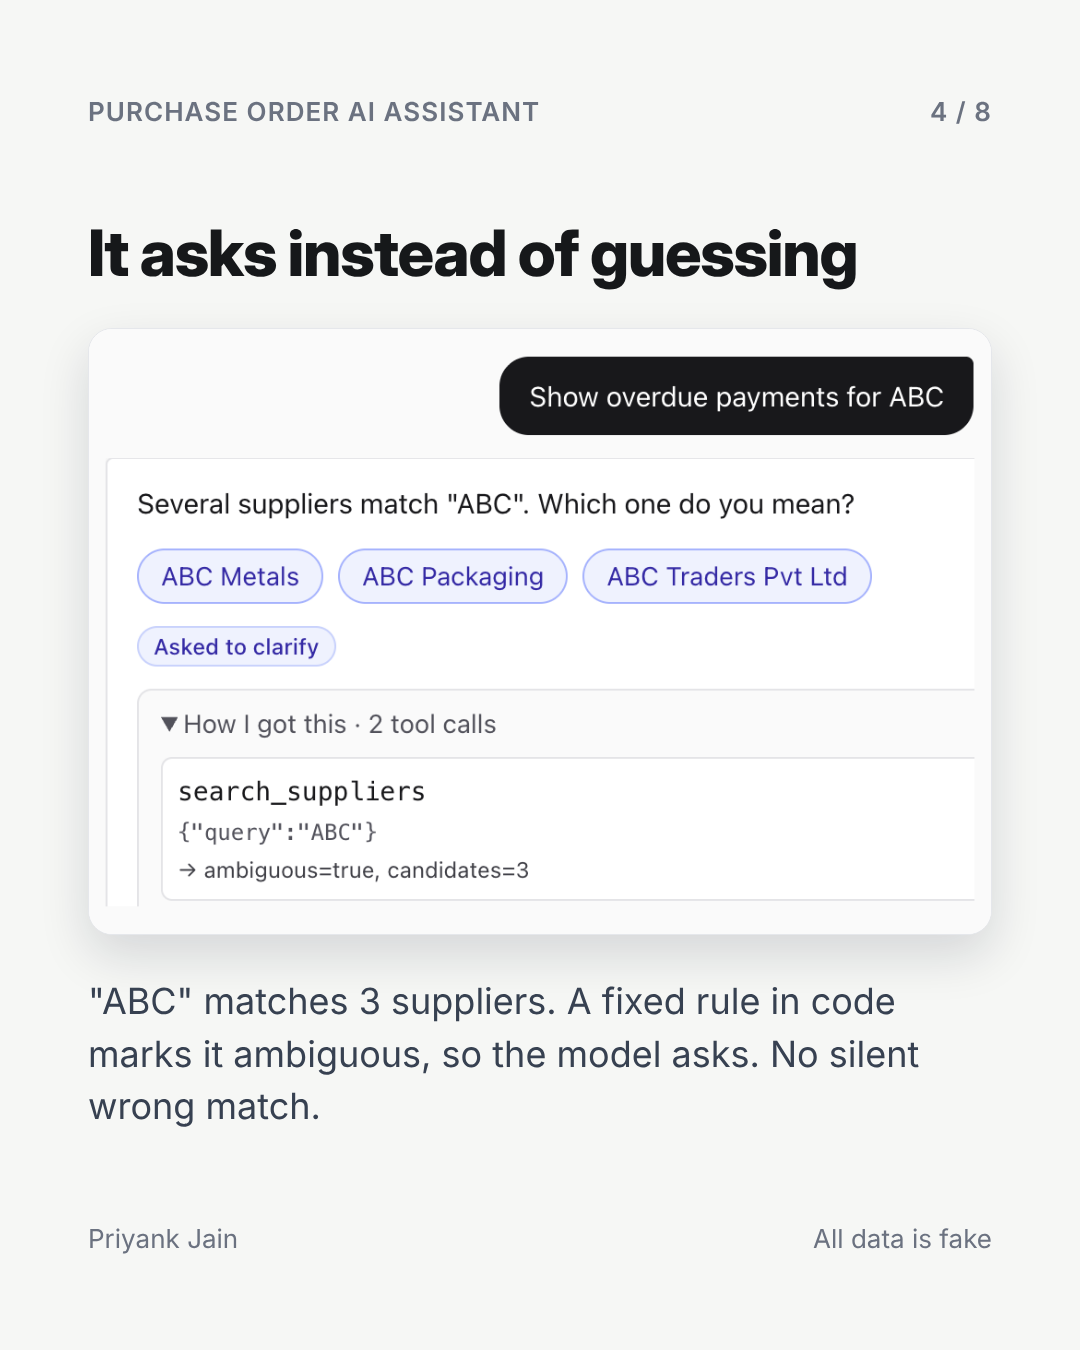 PURCHASE ORDER AI ASSISTANT
4 / 8
It asks instead of guessing
Show overdue payments for ABC
Several suppliers match "ABC". Which one do you mean?
ABC Metals
ABC Packaging
ABC Traders Pvt Ltd
Asked to clarify
▼ How I got this · 2 tool calls
search_suppliers
{"query":"ABC"}
→ ambiguous=true, candidates=3
"ABC" matches 3 suppliers. A fixed rule in code
marks it ambiguous, so the model asks. No silent
wrong match.
Priyank Jain
All data is fake